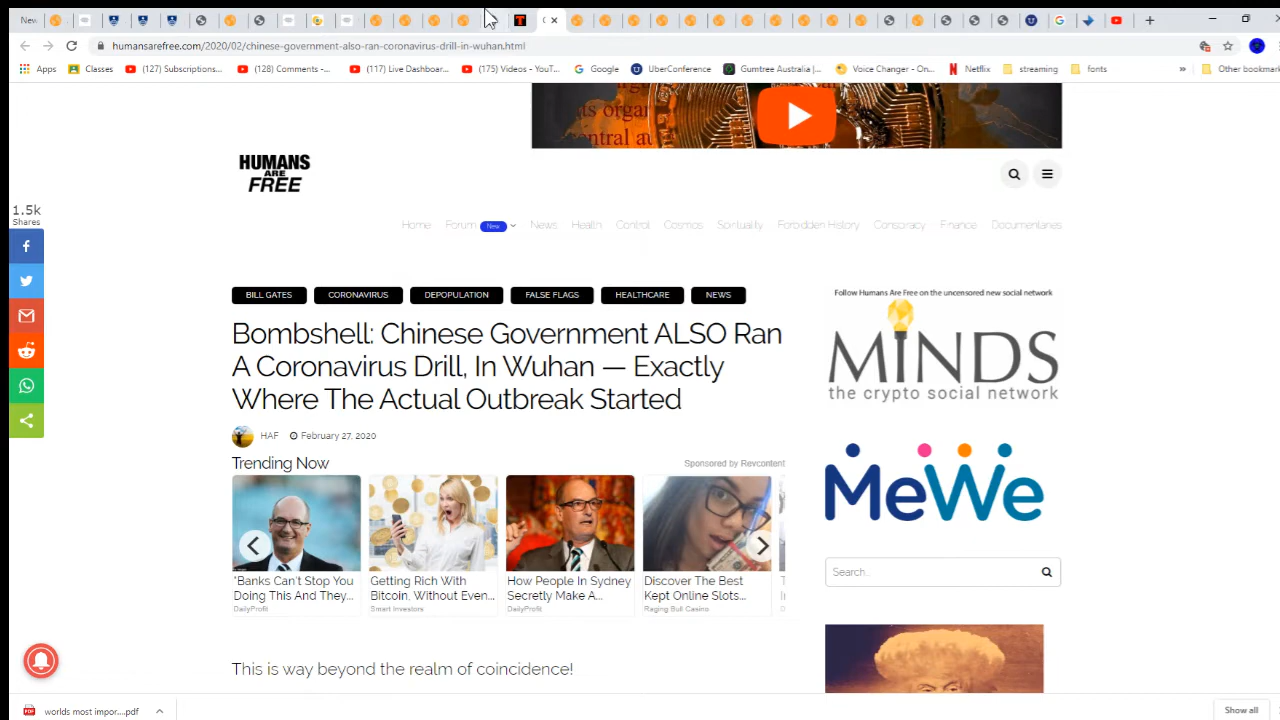 New
humansarefree.com/2020/02/chinese-government-also-ran-coronavirus-drill-in-wuhan.html
Apps
Classes
(127) Subscriptions...
(128) Comments -...
(117) Live Dashboar...
(175) Videos - YouT...
Google
UberConference
Gumtree Australia |...
Voice Changer - On...
Netflix
streaming
fonts
»
Other bookmark
ts organ
entral au
HUMANS
ARE
FREE
1.5k
Shares
Home
Forum New
News
Health
Control
Cosmos
Spirituality
Forbidden History
Conspiracy
Finance
Documentaries
BILL GATES
CORONAVIRUS
DEPOPULATION
FALSE FLAGS
HEALTHCARE
NEWS
Bombshell: Chinese Government ALSO Ran
A Coronavirus Drill, In Wuhan — Exactly
Where The Actual Outbreak Started
HAF February 27, 2020
Trending Now
Sponsored by Revcontent
"Banks Can't Stop You
Doing This And They...
DailyProfit
Getting Rich With
Bitcoin, Without Even...
Smart Investors
How People In Sydney
Secretly Make A...
DailyProfit
Discover The Best
Kept Online Slots...
Raging Bull Casino
This is way beyond the realm of coincidence!
Follow Humans Are Free on the uncensored new social network
MINDS
the crypto social network
MeWe
Search..
worlds most impor....pdf
Show all